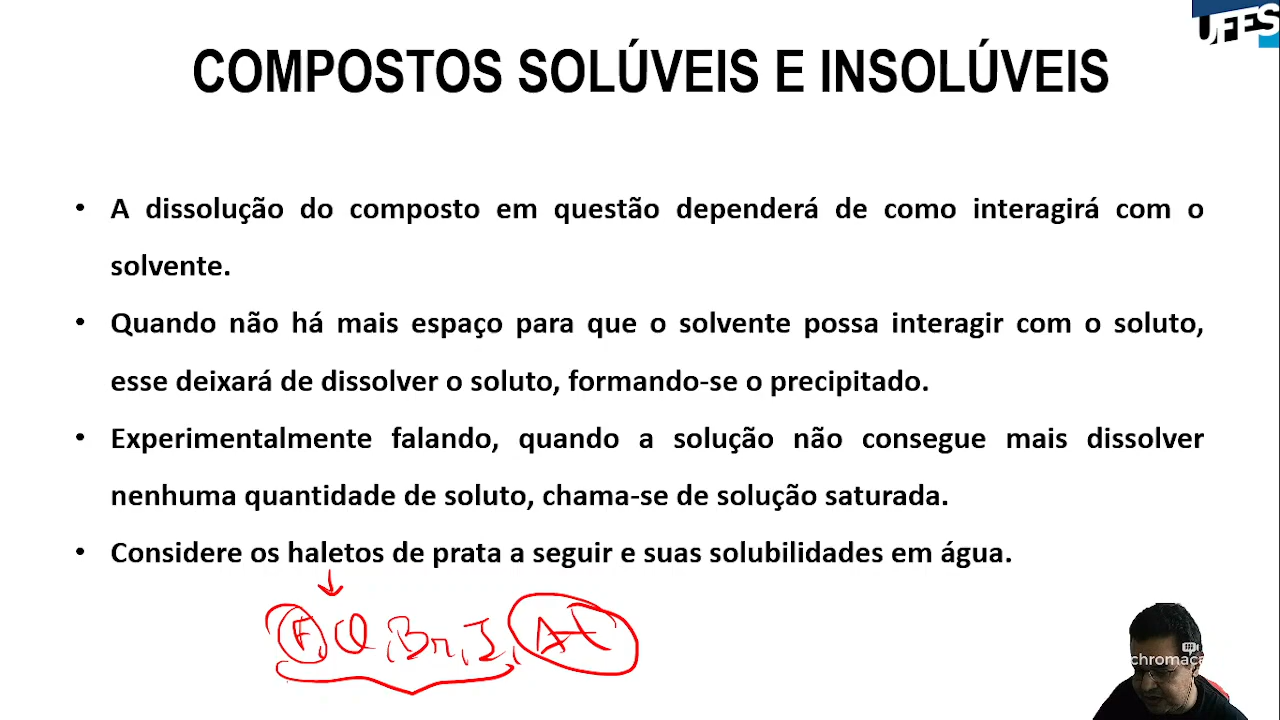 UFES
COMPOSTOS SOLÚVEIS E INSOLÚVEIS
• A dissolução do composto em questão dependerá de como interagirá com o
solvente.
• Quando não há mais espaço para que o solvente possa interagir com o soluto,
esse deixará de dissolver o soluto, formando-se o precipitado.
• Experimentalmente falando, quando a solução não consegue mais dissolver
nenhuma quantidade de soluto, chama-se de solução saturada.
• Considere os haletos de prata a seguir e suas solubilidades em água.
F, Cl, Br, I, At
chromaca